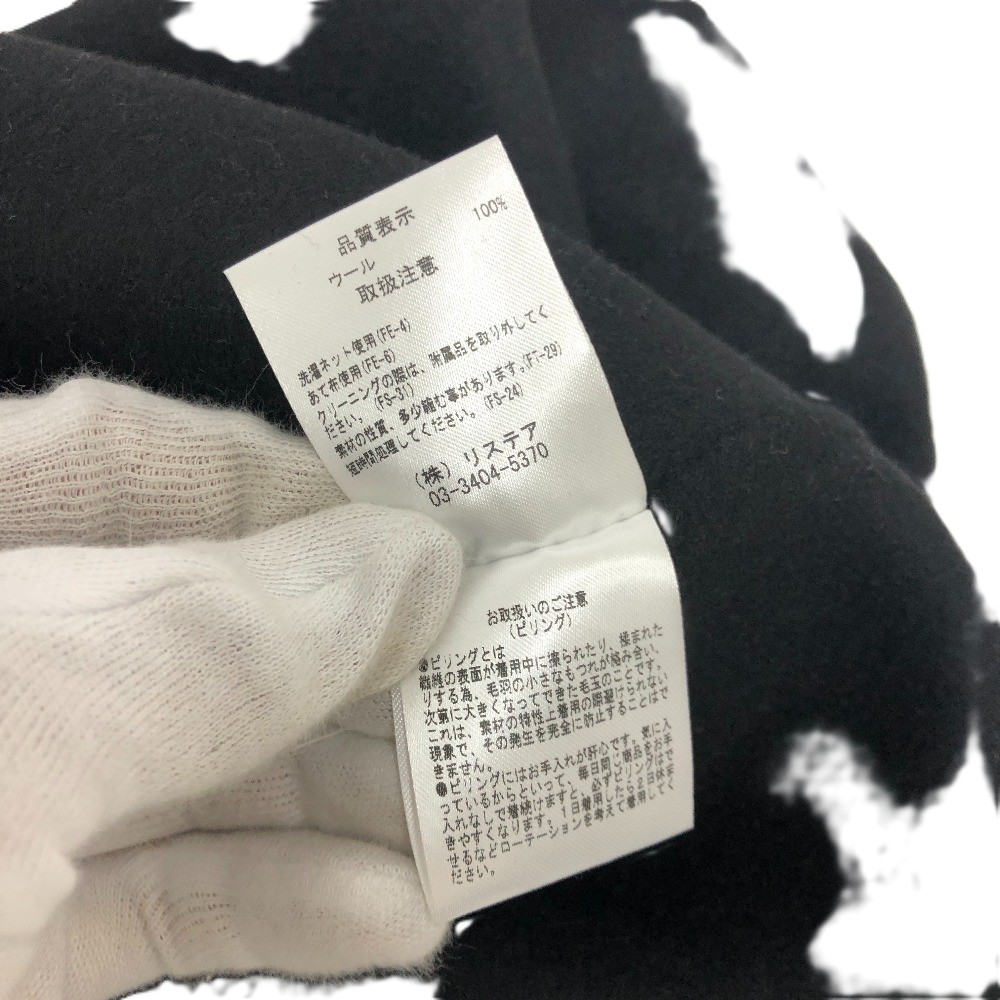 品質表示
ウール 100%
取扱注意
洗濯ネット使用(FE-4)
あて布使用(FE-6)
クリーニングの際は、附属品を取り外してく
ださい。(FS-31)
素材の性質、多少縮む事があります。(FT-29)
短時間処理してください。(FS-24)
(株) リステア
03-3404-5370
お取扱いのご注意
(ピリング)
●ピリングとは
繊維の表面が着用中に擦られたり、揉まれた
りする為、毛羽の小さなもつれが絡み合い、
次第に大きくなってできた毛玉のことです。
これは、素材の特性上着用の際避けられない
現象で、その発生を完全に防止することはで
きません。
●ピリングにはお手入れが肝心です。気に入
っているからといって、毎日同じ商品をお手
入れなしで着続けますと、必ずピリングはで
きやすくなります。1日着用したら2日は休ま
せるなどローテーションを考えて着用してく
ださい。